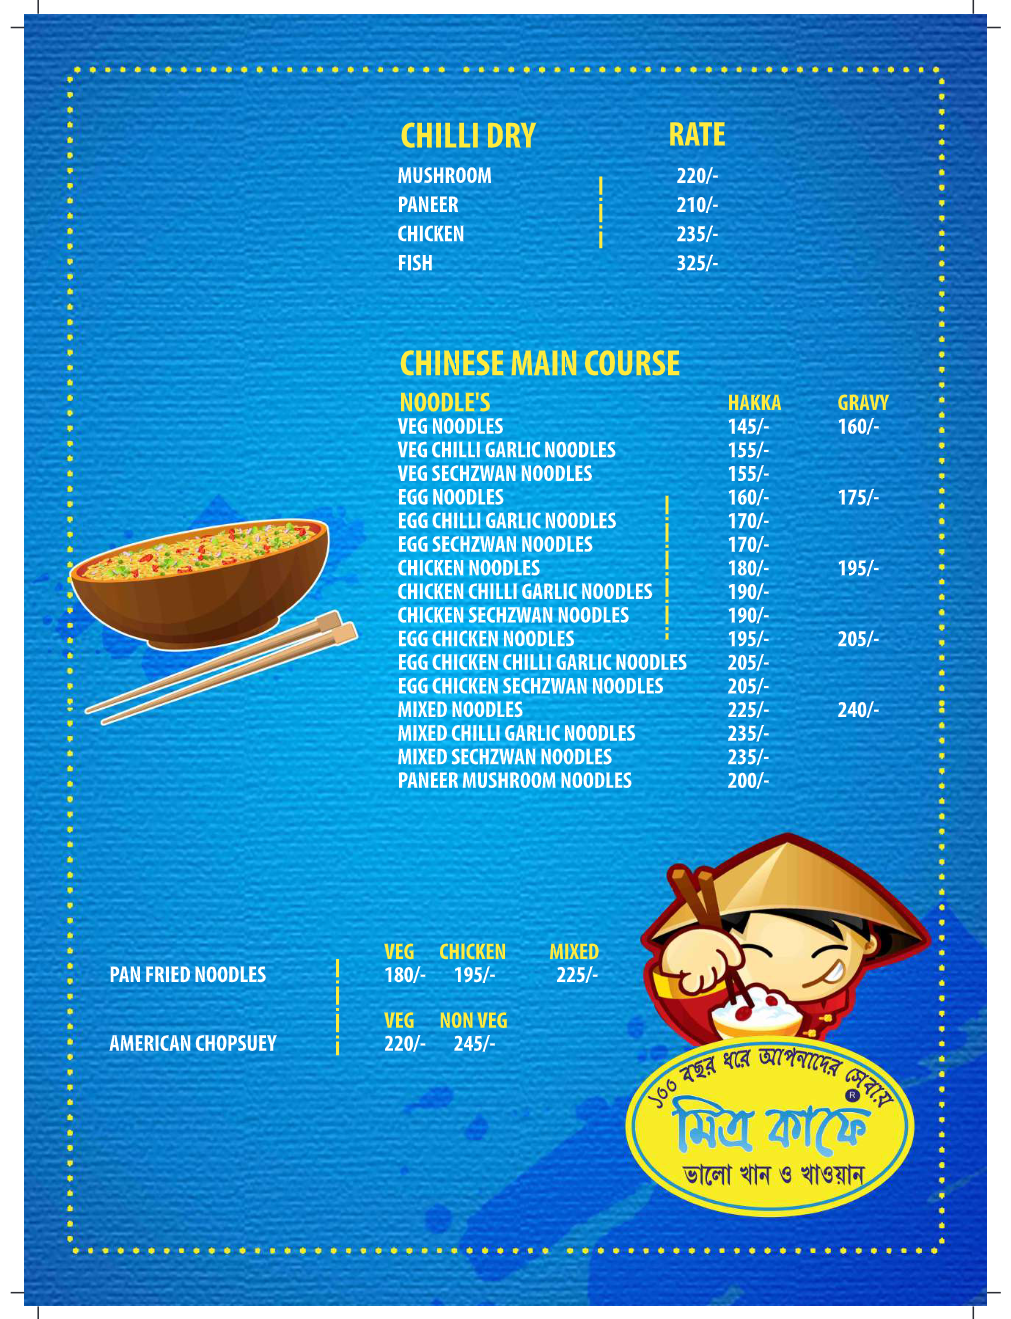 CHILLI DRY RATE
MUSHROOM 220/-
PANEER 210/-
CHICKEN 235/-
FISH 325/-
CHINESE MAIN COURSE
NOODLE'S HAKKA GRAVY
VEG NOODLES 145/- 160/-
VEG CHILLI GARLIC NOODLES 155/-
VEG SECHZWAN NOODLES 155/-
EGG NOODLES 160/- 175/-
EGG CHILLI GARLIC NOODLES 170/-
EGG SECHZWAN NOODLES 170/-
CHICKEN NOODLES 180/- 195/-
CHICKEN CHILLI GARLIC NOODLES 190/-
CHICKEN SECHZWAN NOODLES 190/-
EGG CHICKEN NOODLES 195/- 205/-
EGG CHICKEN CHILLI GARLIC NOODLES 205/-
EGG CHICKEN SECHZWAN NOODLES 205/-
MIXED NOODLES 225/- 240/-
MIXED CHILLI GARLIC NOODLES 235/-
MIXED SECHZWAN NOODLES 235/-
PANEER MUSHROOM NOODLES 200/-
VEG CHICKEN MIXED
PAN FRIED NOODLES 180/- 195/- 225/-
VEG NON VEG
AMERICAN CHOPSUEY 220/- 245/-
১০০ বছর ধরে আপনাদের সেবায়
®
মিত্র কাফে
ভালো খান ও খাওয়ান